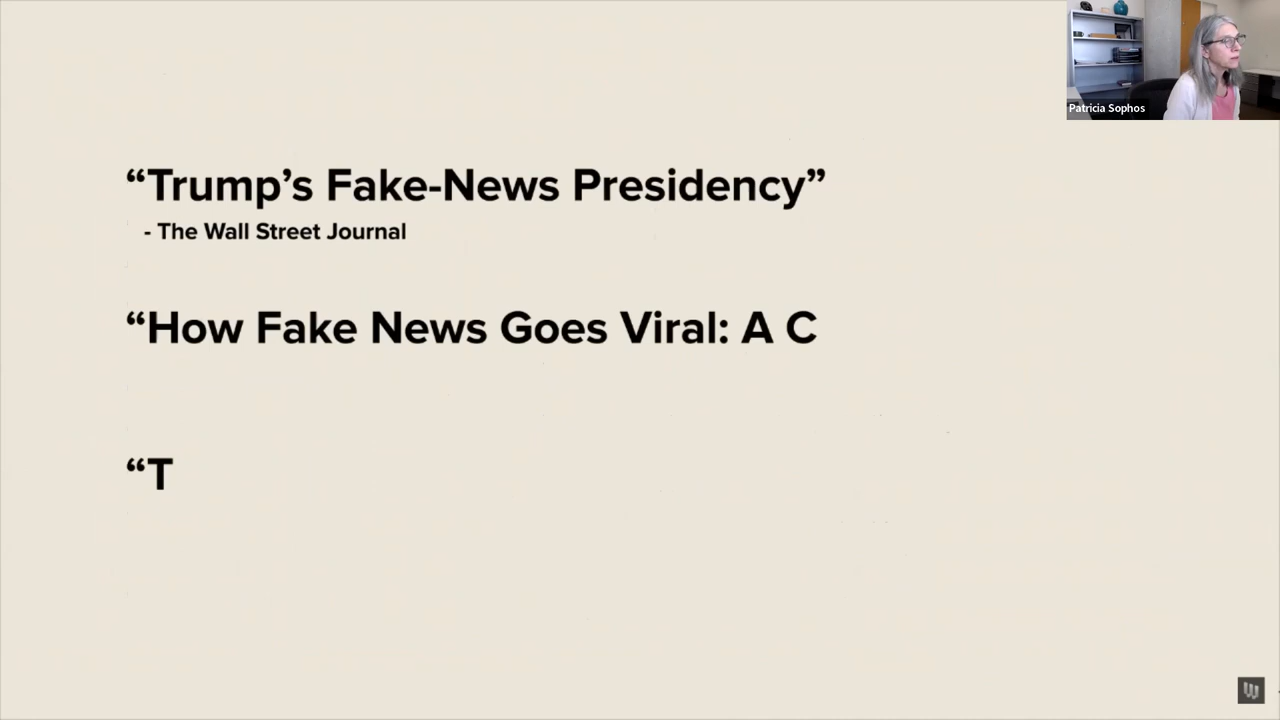 Patricia Sophos
“Trump’s Fake-News Presidency”
- The Wall Street Journal
“How Fake News Goes Viral: A C
“T